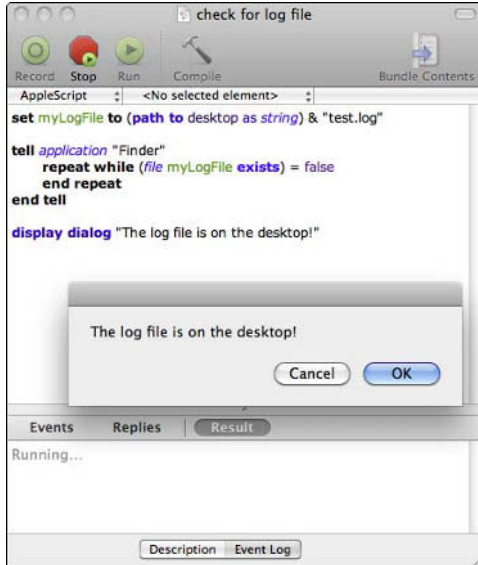 check for log file
Record Stop Run Compile Bundle Contents
AppleScript <No selected element>
set myLogFile to (path to desktop as string) & "test.log"
tell application "Finder"
repeat while (file myLogFile exists) = false
end repeat
end tell
display dialog "The log file is on the desktop!"
The log file is on the desktop!
Cancel OK
Events Replies Result
Running...
Description Event Log